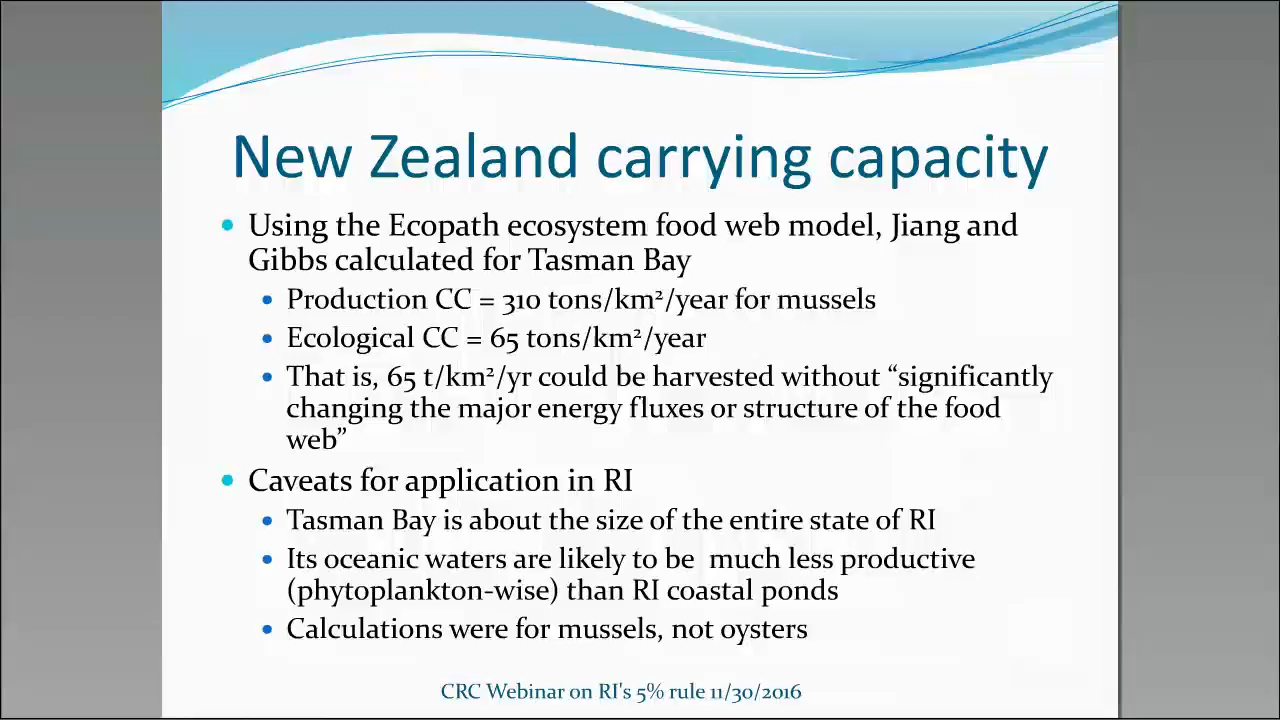 New Zealand carrying capacity
• Using the Ecopath ecosystem food web model, Jiang and
Gibbs calculated for Tasman Bay
• Production CC = 310 tons/km²/year for mussels
• Ecological CC = 65 tons/km²/year
• That is, 65 t/km²/yr could be harvested without “significantly
changing the major energy fluxes or structure of the food
web”
• Caveats for application in RI
• Tasman Bay is about the size of the entire state of RI
• Its oceanic waters are likely to be  much less productive
(phytoplankton-wise) than RI coastal ponds
• Calculations were for mussels, not oysters
CRC Webinar on RI's 5% rule 11/30/2016